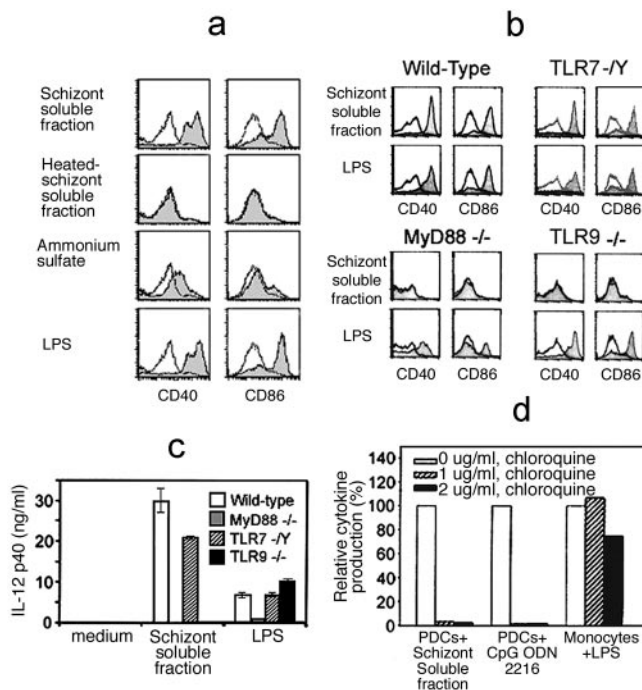 a
Schizont
soluble
fraction
Heated-
schizont
soluble
fraction
Ammonium
sulfate
LPS
CD40 CD86
b
Wild-Type TLR7 -/Y
Schizont
soluble
fraction
LPS
CD40 CD86 CD40 CD86
MyD88 -/- TLR9 -/-
Schizont
soluble
fraction
LPS
CD40 CD86 CD40 CD86
c
IL-12 p40 (ng/ml)
30
20
10
0
Wild-type
MyD88 -/-
TLR7 -/Y
TLR9 -/-
medium Schizont LPS
soluble
fraction
d
Relative cytokine
production (%)
140
120
100
80
60
40
20
0
0 ug/ml, chloroquine
1 ug/ml, chloroquine
2 ug/ml, chloroquine
PDCs+ PDCs+ Monocytes
Schizont CpG ODN +LPS
Soluble 2216
fraction